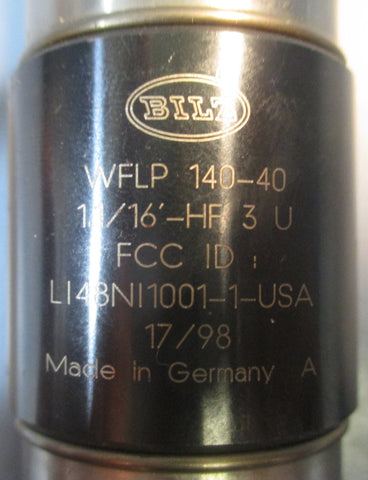 BILZ
WFLP 140-40
1 1/16"-HF 3 U
FCC ID :
LI48NI1001-1-USA
17/98
Made in Germany A